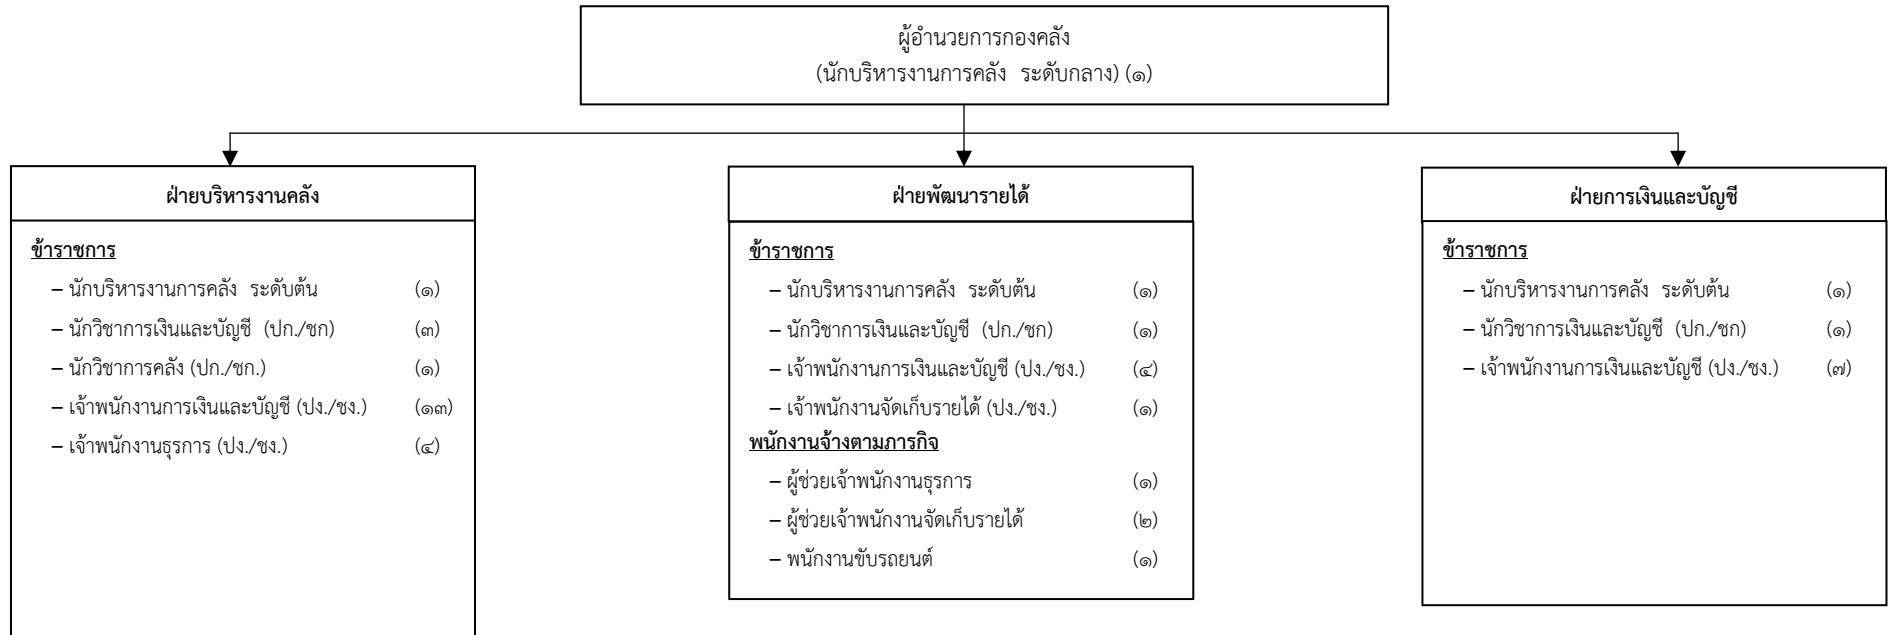 ผู้อำนวยการกองคลัง
(นักบริหารงานการคลัง ระดับกลาง) (๑)
ฝ่ายบริหารงานคลัง
ข้าราชการ
– นักบริหารงานการคลัง ระดับต้น (๑)
– นักวิชาการเงินและบัญชี (ปก./ชก) (๓)
– นักวิชาการคลัง (ปก./ชก.) (๑)
– เจ้าพนักงานการเงินและบัญชี (ปง./ชง.) (๑๓)
– เจ้าพนักงานธุรการ (ปง./ชง.) (๔)
ฝ่ายพัฒนารายได้
ข้าราชการ
– นักบริหารงานการคลัง ระดับต้น (๑)
– นักวิชาการเงินและบัญชี (ปก./ชก) (๑)
– เจ้าพนักงานการเงินและบัญชี (ปง./ชง.) (๔)
– เจ้าพนักงานจัดเก็บรายได้ (ปง./ชง.) (๑)
พนักงานจ้างตามภารกิจ
– ผู้ช่วยเจ้าพนักงานธุรการ (๑)
– ผู้ช่วยเจ้าพนักงานจัดเก็บรายได้ (๒)
– พนักงานขับรถยนต์ (๑)
ฝ่ายการเงินและบัญชี
ข้าราชการ
– นักบริหารงานการคลัง ระดับต้น (๑)
– นักวิชาการเงินและบัญชี (ปก./ชก) (๑)
– เจ้าพนักงานการเงินและบัญชี (ปง./ชง.) (๗)